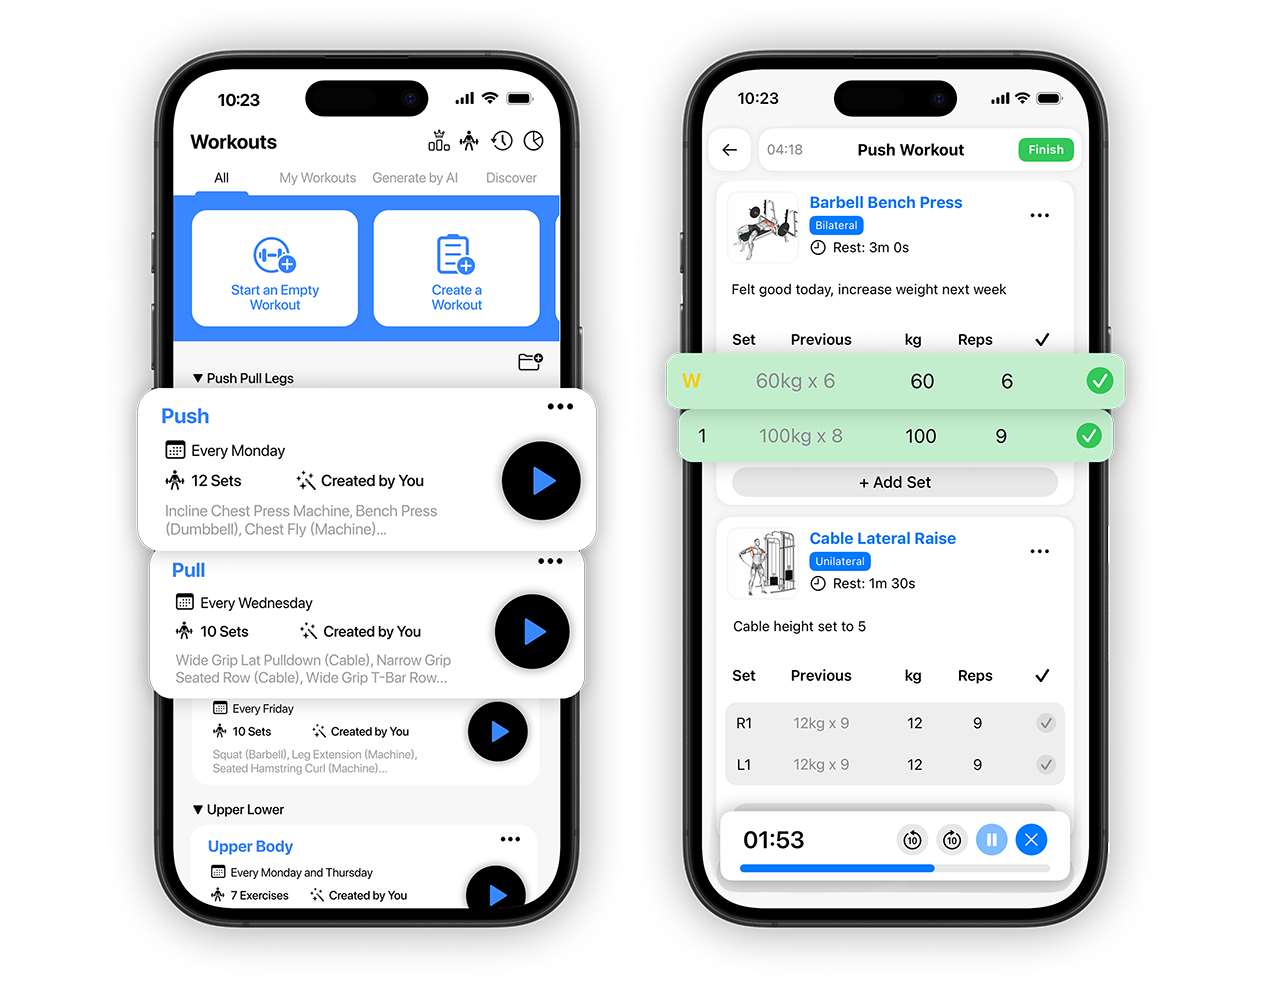 10:23
Workouts
All
My Workouts
Generate by AI
Discover
Start an Empty
Workout
Create a
Workout
▼ Push Pull Legs
Push
Every Monday
12 Sets
Created by You
Incline Chest Press Machine, Bench Press
(Dumbbell), Chest Fly (Machine)...
Pull
Every Wednesday
10 Sets
Created by You
Wide Grip Lat Pulldown (Cable), Narrow Grip
Seated Row (Cable), Wide Grip T-Bar Row...
Every Friday
10 Sets
Created by You
Squat (Barbell), Leg Extension (Machine),
Seated Hamstring Curl (Machine)...
▼ Upper Lower
Upper Body
Every Monday and Thursday
7 Exercises
Created by You
10:23
04:18
Push Workout
Finish
Barbell Bench Press
Bilateral
Rest: 3m 0s
Felt good today, increase weight next week
Set Previous kg Reps ✓
W 60kg x 6 60 6
1 100kg x 8 100 9
+ Add Set
Cable Lateral Raise
Unilateral
Rest: 1m 30s
Cable height set to 5
Set Previous kg Reps ✓
R1 12kg x 9 12 9
L1 12kg x 9 12 9
01:53
10
10